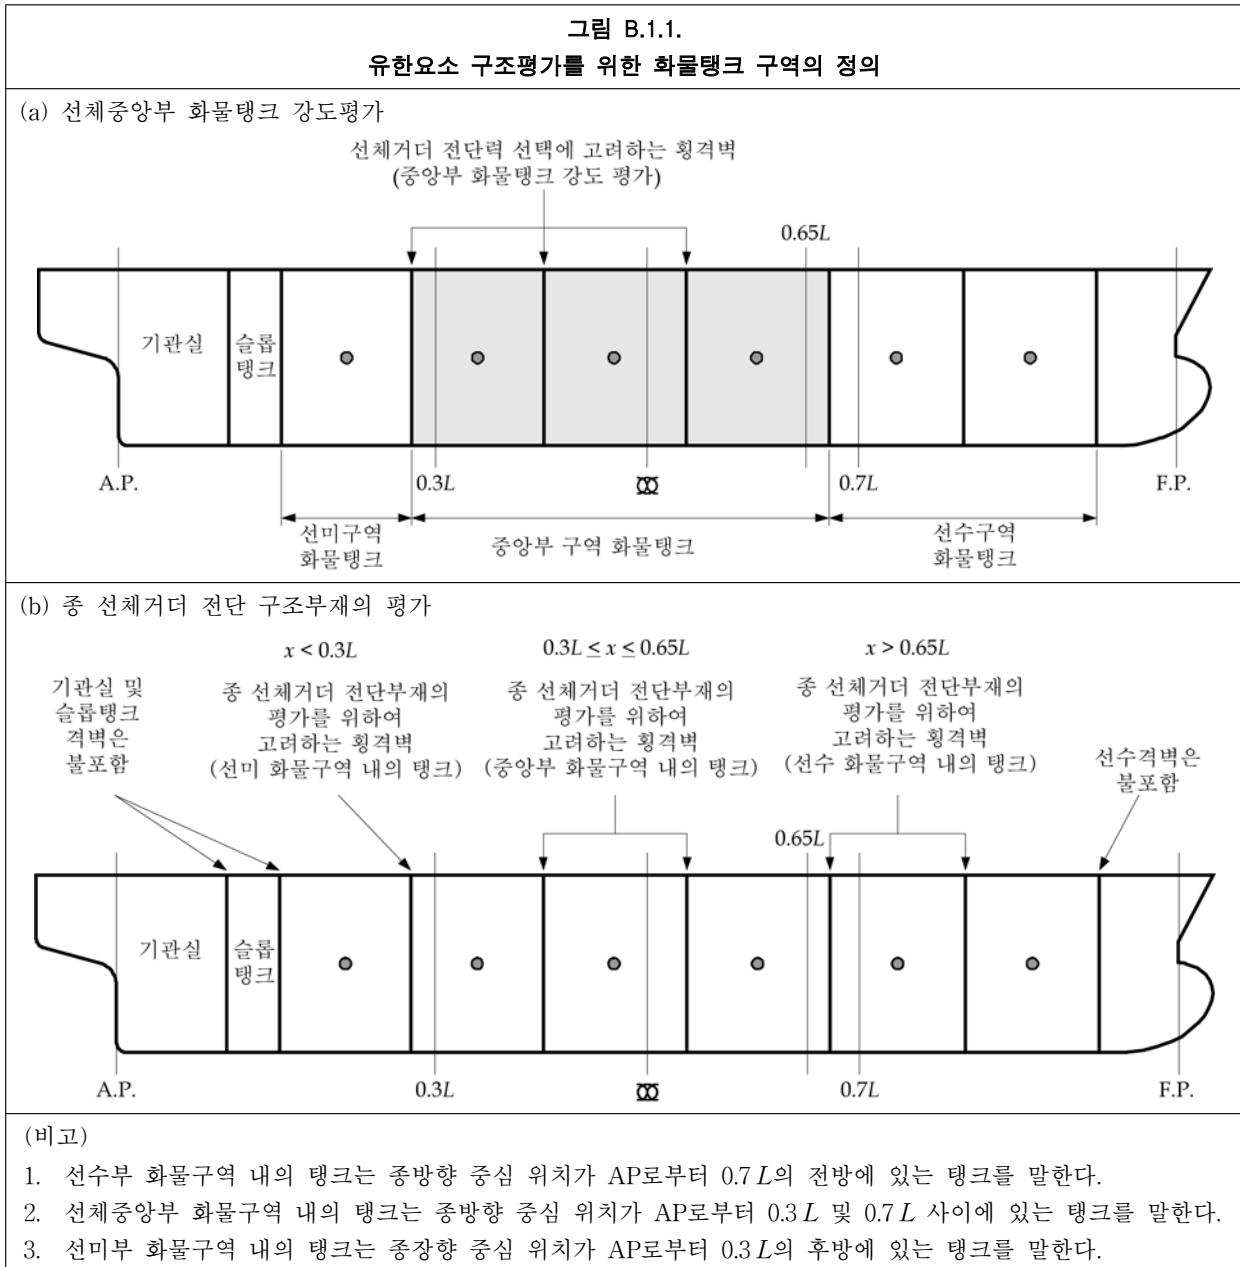 그림 B.1.1.
유한요소 구조평가를 위한 화물탱크 구역의 정의
(a) 선체중앙부 화물탱크 강도평가
선체거더 전단력 선택에 고려하는 횡격벽
(중앙부 화물탱크 강도 평가)
0.65L
기관실
슬롭
탱크
A.P.
0.3L
0.7L
F.P.
선미구역
화물탱크
중앙부 구역 화물탱크
선수구역
화물탱크
(b) 종 선체거더 전단 구조부재의 평가
x < 0.3L
0.3L ≤ x ≤ 0.65L
x > 0.65L
기관실 및
슬롭탱크
격벽은
불포함
종 선체거더 전단부재의
평가를 위하여
고려하는 횡격벽
(선미 화물구역 내의 탱크)
종 선체거더 전단부재의
평가를 위하여
고려하는 횡격벽
(중앙부 화물구역 내의 탱크)
종 선체거더 전단부재의
평가를 위하여
고려하는 횡격벽
(선수 화물구역 내의 탱크)
선수격벽은
불포함
0.65L
기관실
슬롭
탱크
A.P.
0.3L
0.7L
F.P.
(비고)
1. 선수부 화물구역 내의 탱크는 종방향 중심 위치가 AP로부터 0.7 L의 전방에 있는 탱크를 말한다.
2. 선체중앙부 화물구역 내의 탱크는 종방향 중심 위치가 AP로부터 0.3 L 및 0.7 L 사이에 있는 탱크를 말한다.
3. 선미부 화물구역 내의 탱크는 종장향 중심 위치가 AP로부터 0.3 L의 후방에 있는 탱크를 말한다.